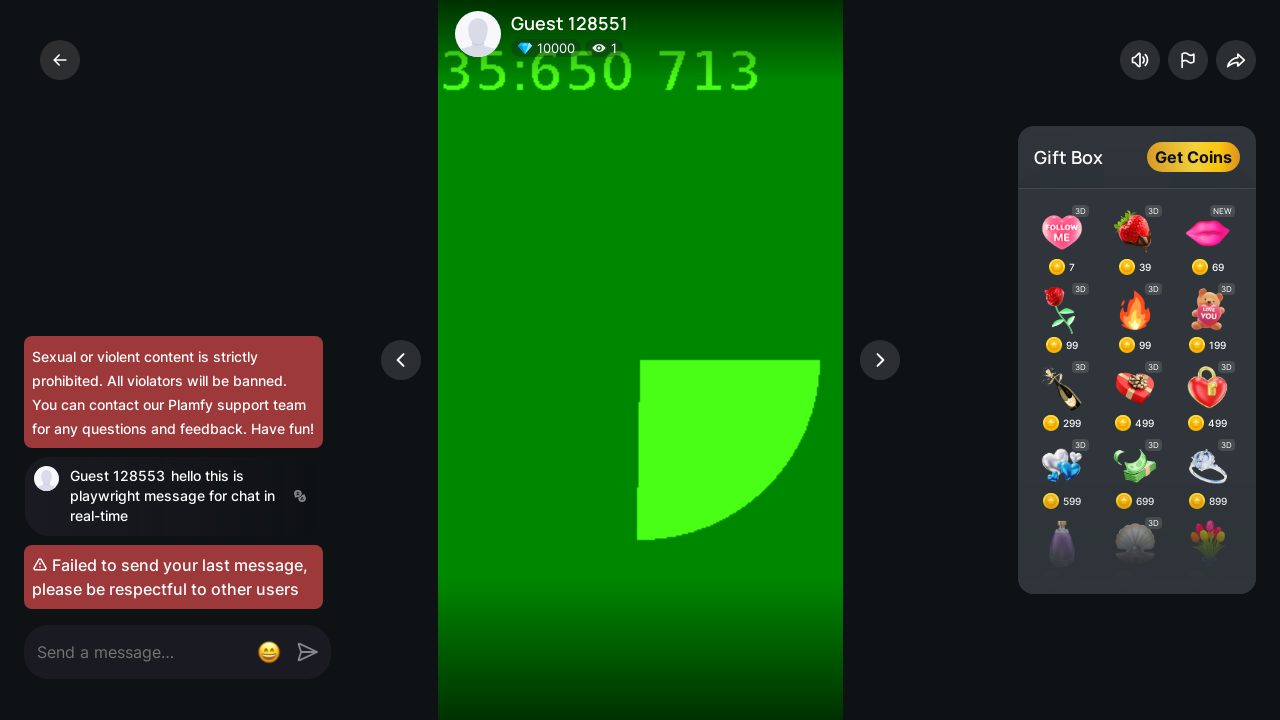 Guest 128551
10000 1
35:650 713
Gift Box
Get Coins
3D 3D NEW
FOLLOW ME
7 39 69
3D 3D 3D
LOVE YOU
99 99 199
3D 3D 3D
299 499 499
3D 3D 3D
599 699 899
3D
Sexual or violent content is strictly
prohibited. All violators will be banned.
You can contact our Plamfy support team
for any questions and feedback. Have fun!
Guest 128553 hello this is
playwright message for chat in
real-time
Failed to send your last message,
please be respectful to other users
Send a message...